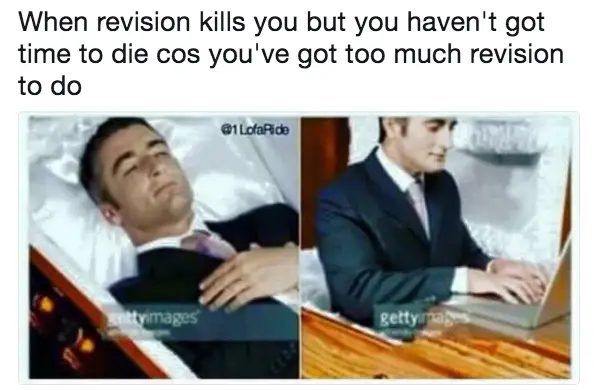 When revision kills you but you haven't got
time to die cos you've got too much revision
to do
@1LofaRide
gettyimages
gettyimages